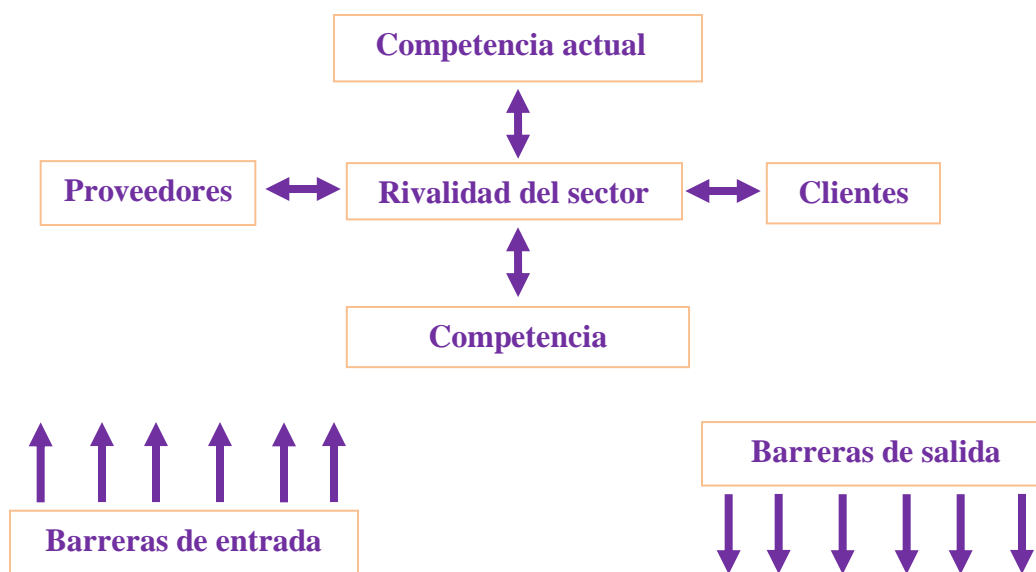 Competencia actual
Proveedores
Rivalidad del sector
Clientes
Competencia
Barreras de salida
Barreras de entrada